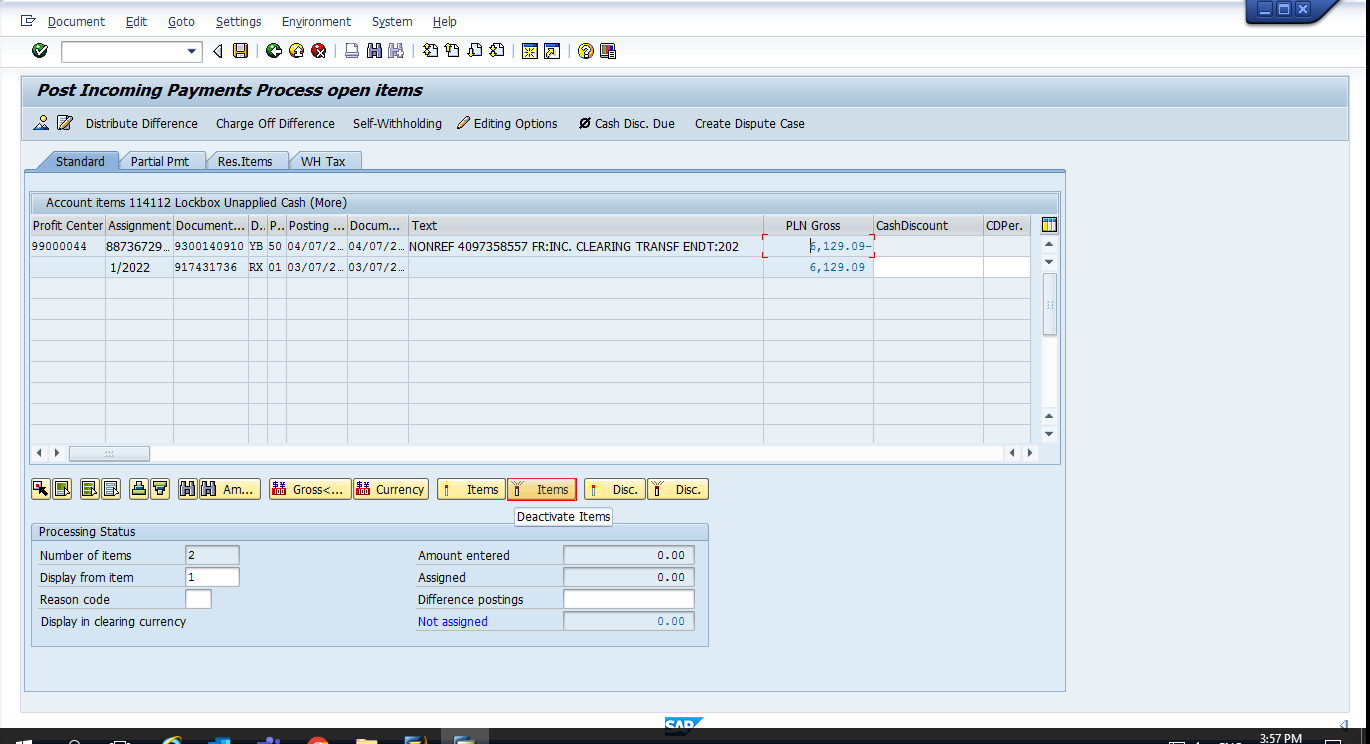 Document Edit Goto Settings Environment System Help
Post Incoming Payments Process open items
Distribute Difference Charge Off Difference Self-Withholding Editing Options Cash Disc. Due Create Dispute Case
Standard Partial Pmt Res.Items WH Tax
Account items 114112 Lockbox Unapplied Cash (More)
Profit Center Assignment Document... D.. P.. Posting ... Docum... Text PLN Gross CashDiscount CDPer.
99000044 88736729... 9300140910 YB 50 04/07/2... 04/07/2... NONREF 4097358557 FR:INC. CLEARING TRANSF ENDT:202 6,129.09-
1/2022 917431736 RX 01 03/07/2... 03/07/2... 6,129.09
Am... Gross<... Currency Items Items Disc. Disc.
Deactivate Items
Processing Status
Number of items 2 Amount entered 0.00
Display from item 1 Assigned 0.00
Reason code Difference postings
Display in clearing currency Not assigned 0.00
SAP
3:57 PM